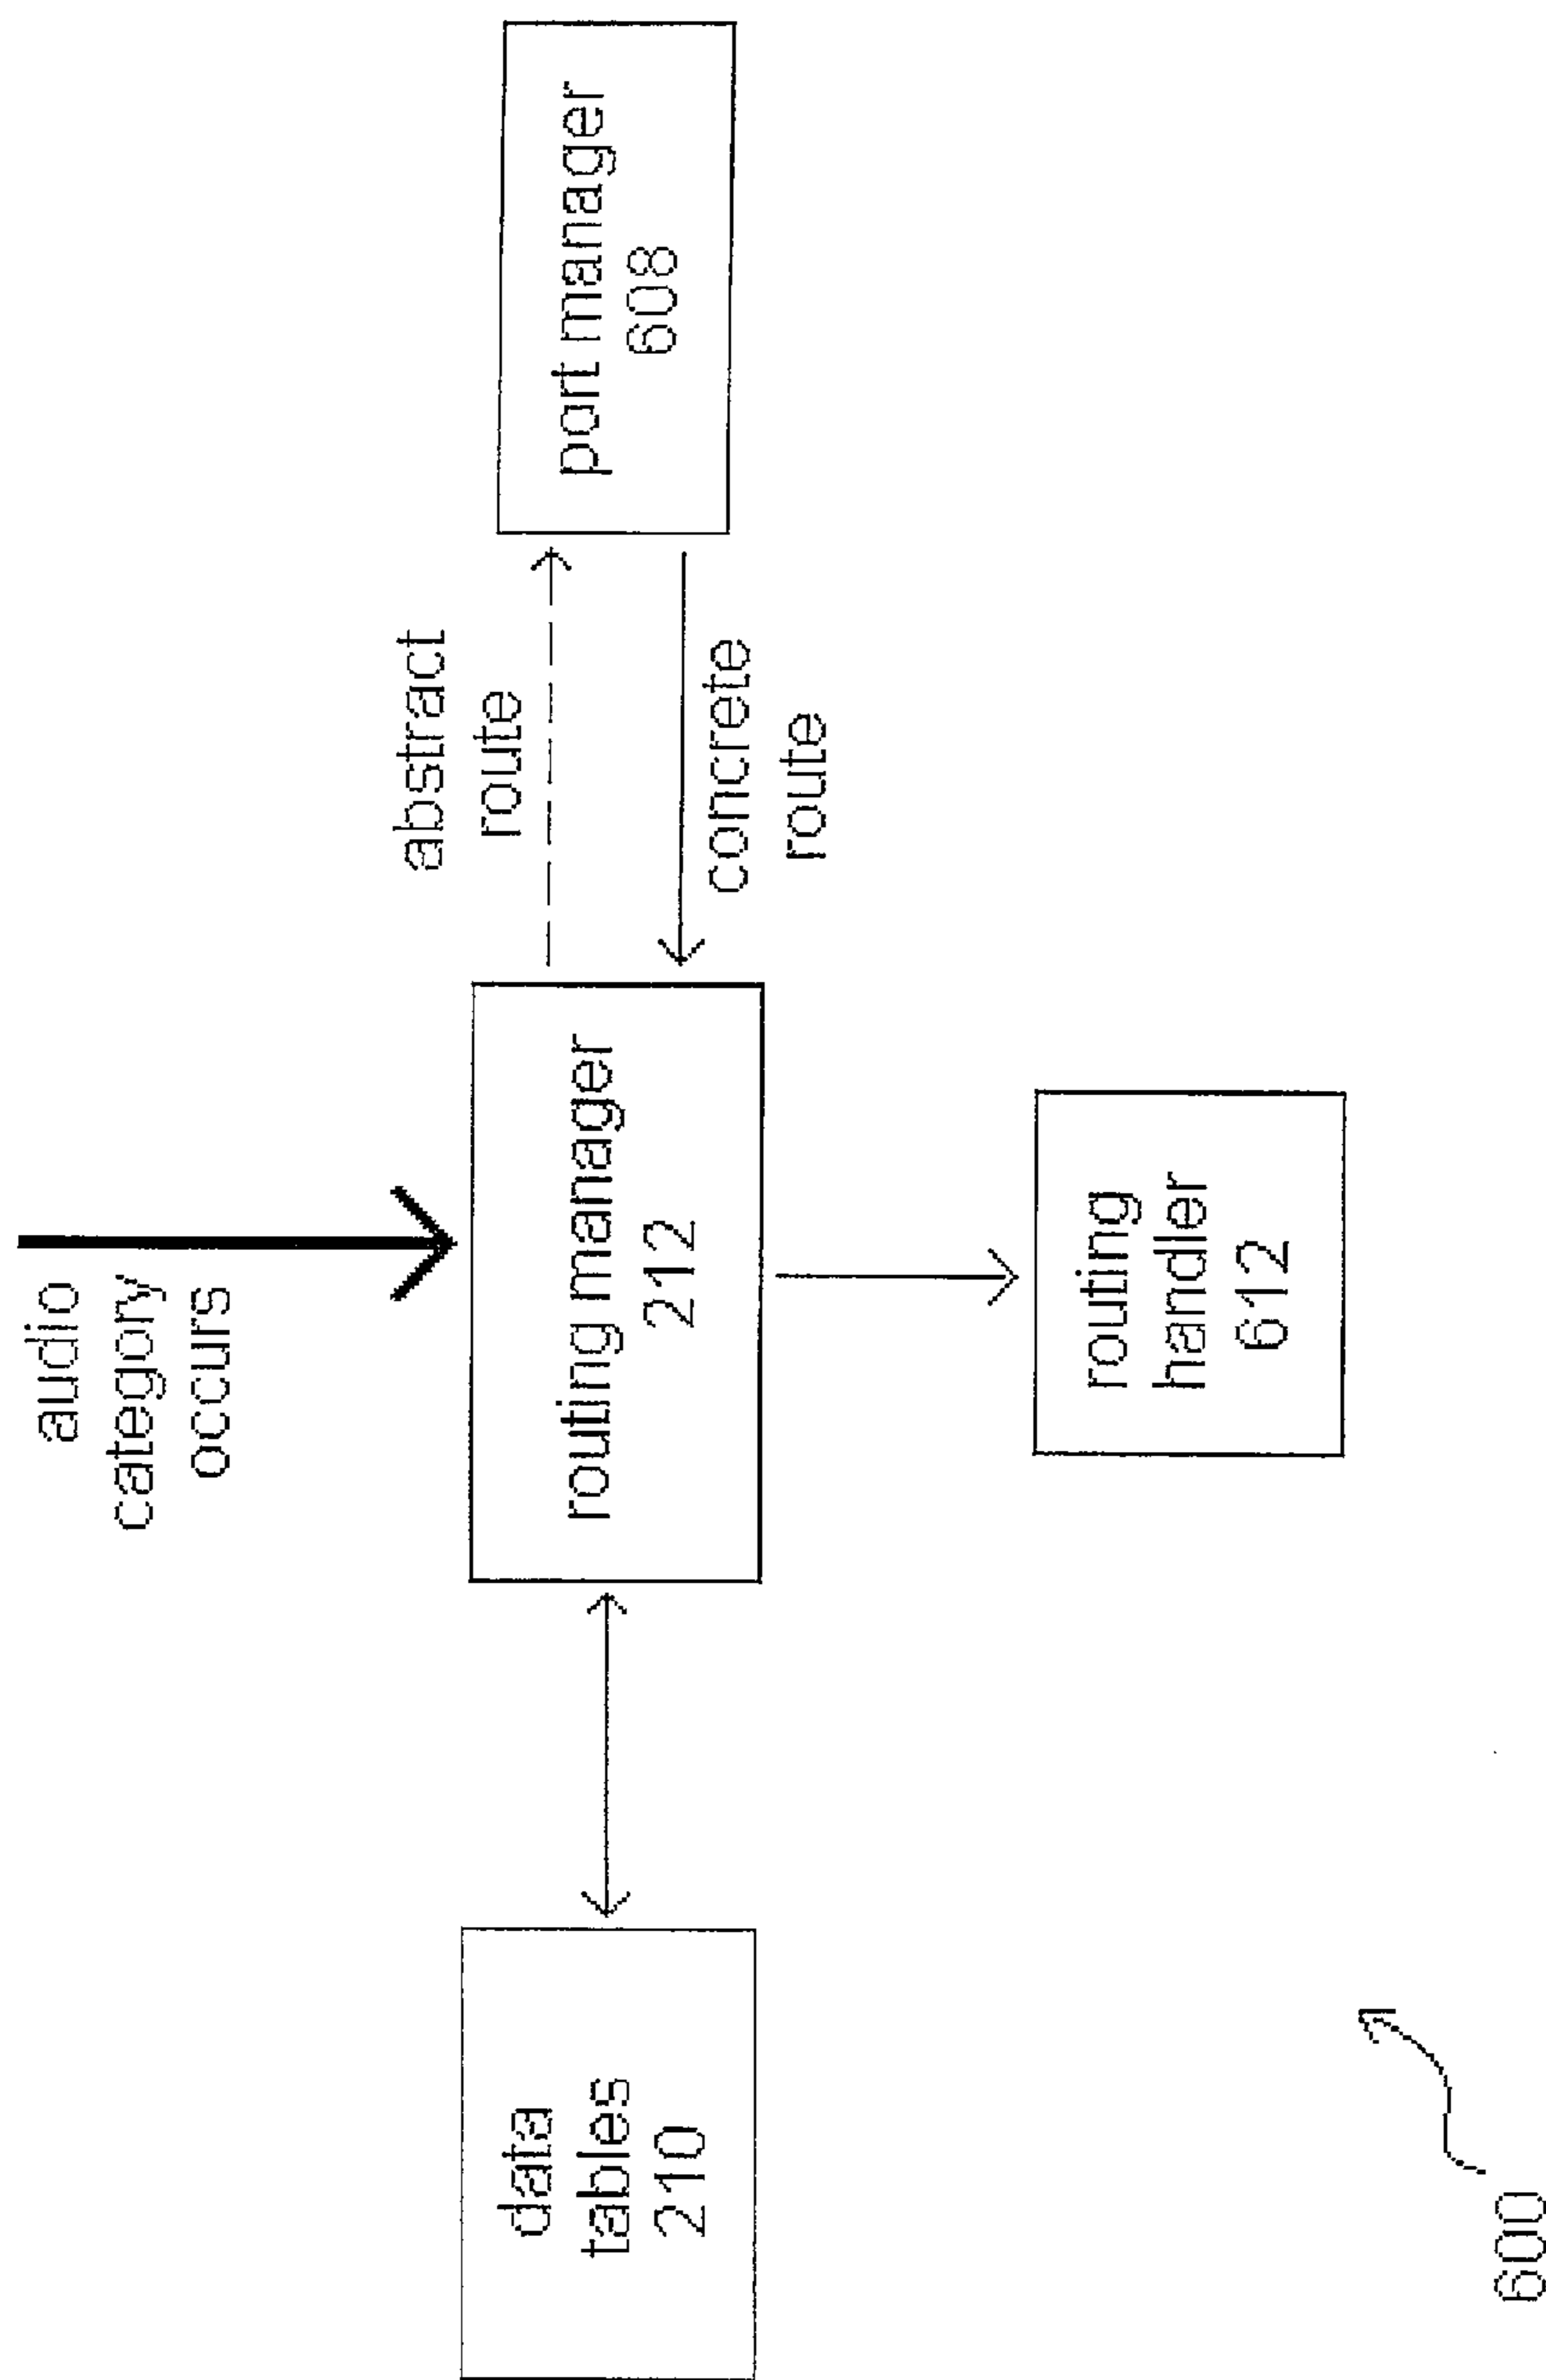 audio
category
occurs
data
tables
210
routing manager
212
abstract
route
concrete
route
port manager
608
routing
handler
612
600